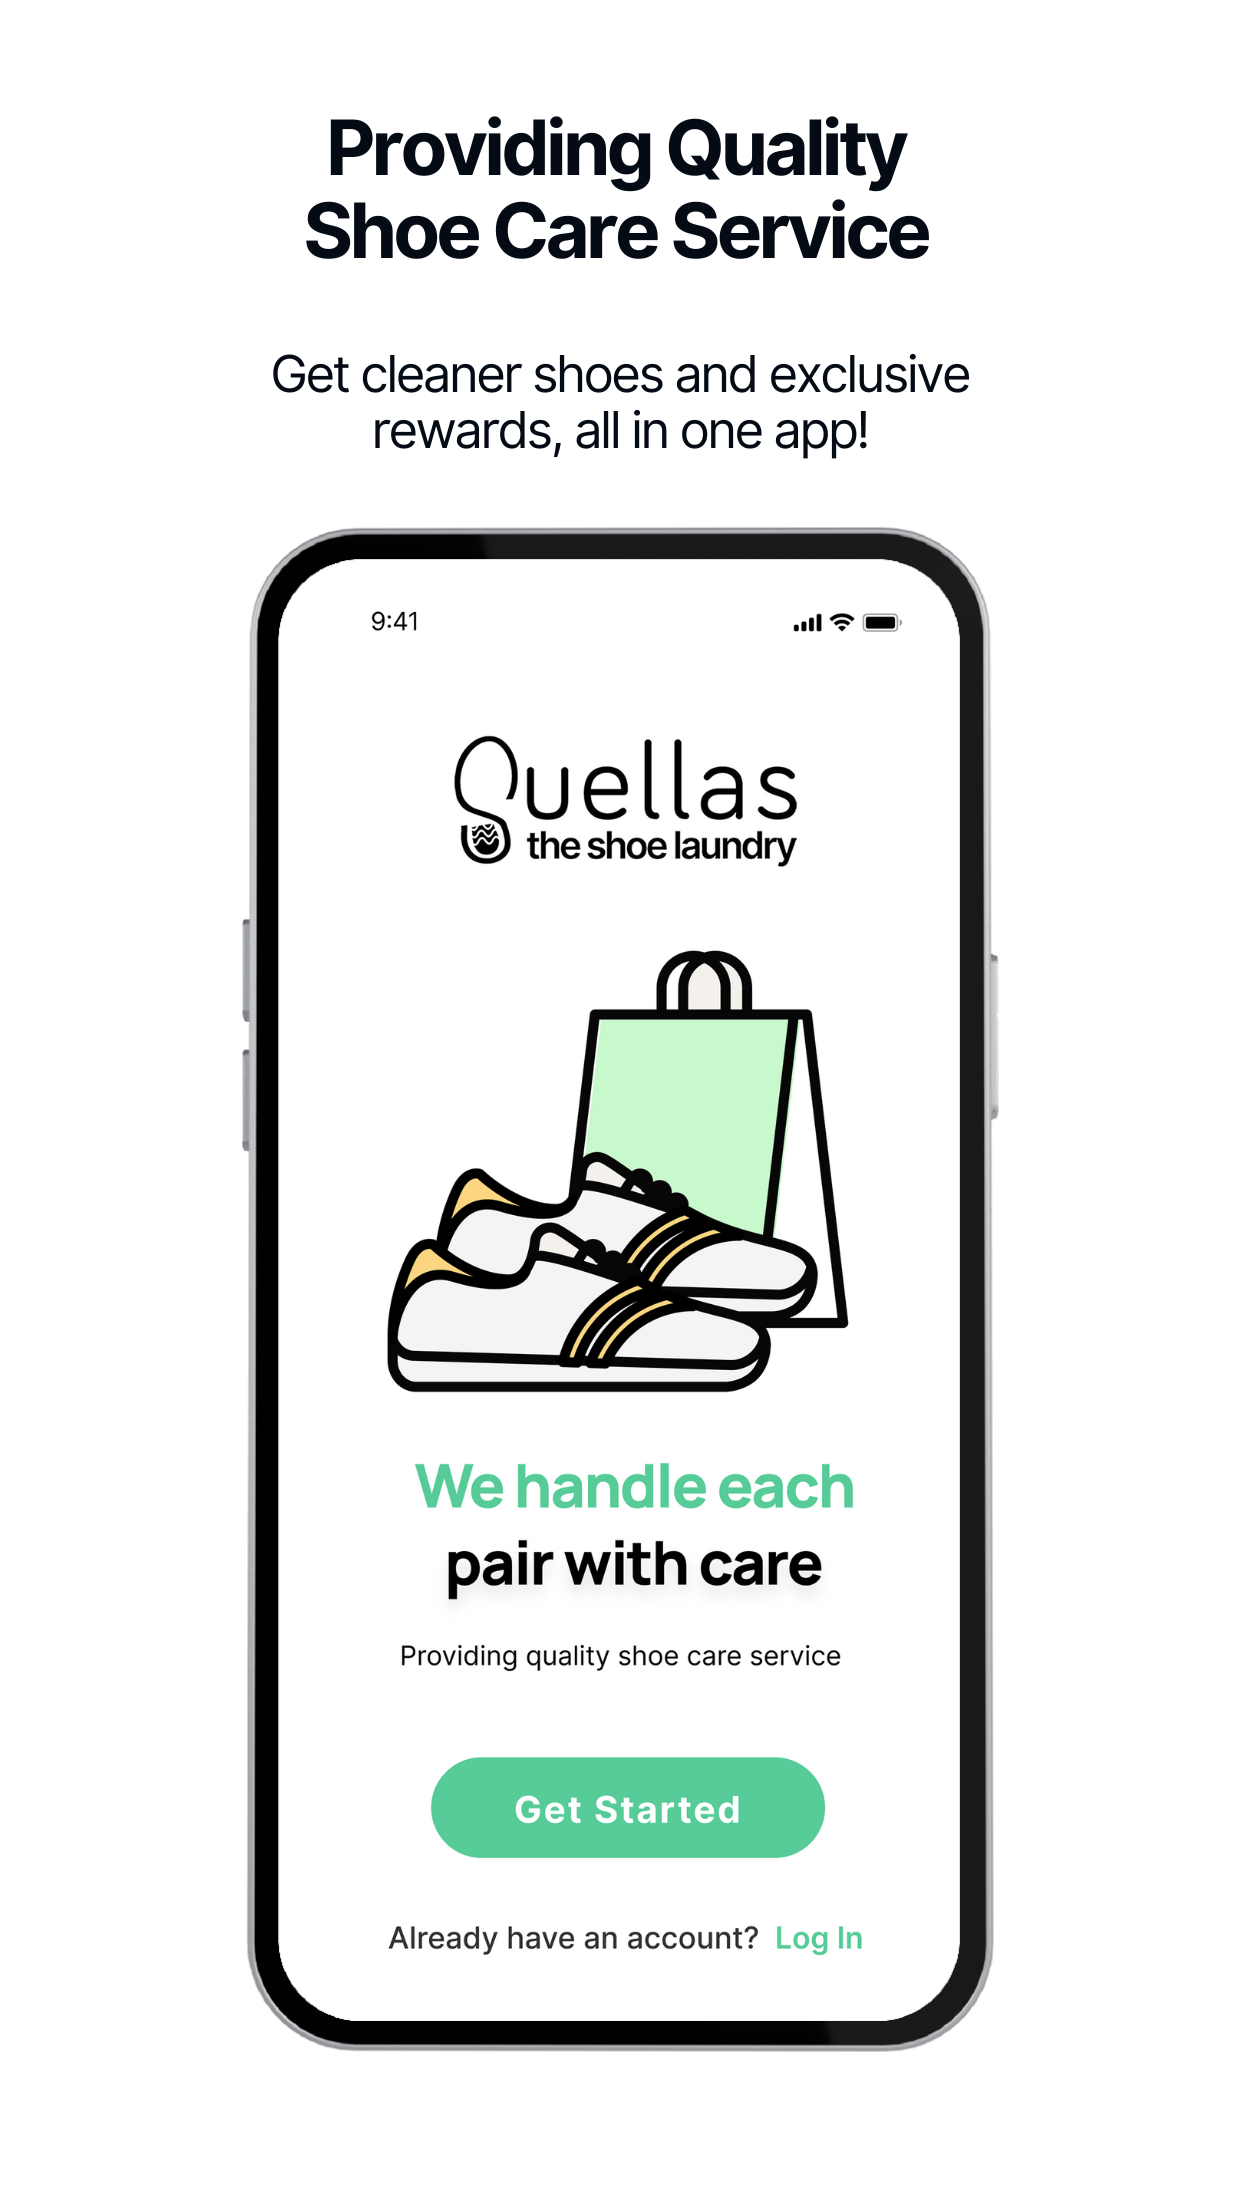 Providing Quality
Shoe Care Service
Get cleaner shoes and exclusive
rewards, all in one app!
9:41
Suellas
the shoe laundry
We handle each
pair with care
Providing quality shoe care service
Get Started
Already have an account? Log In